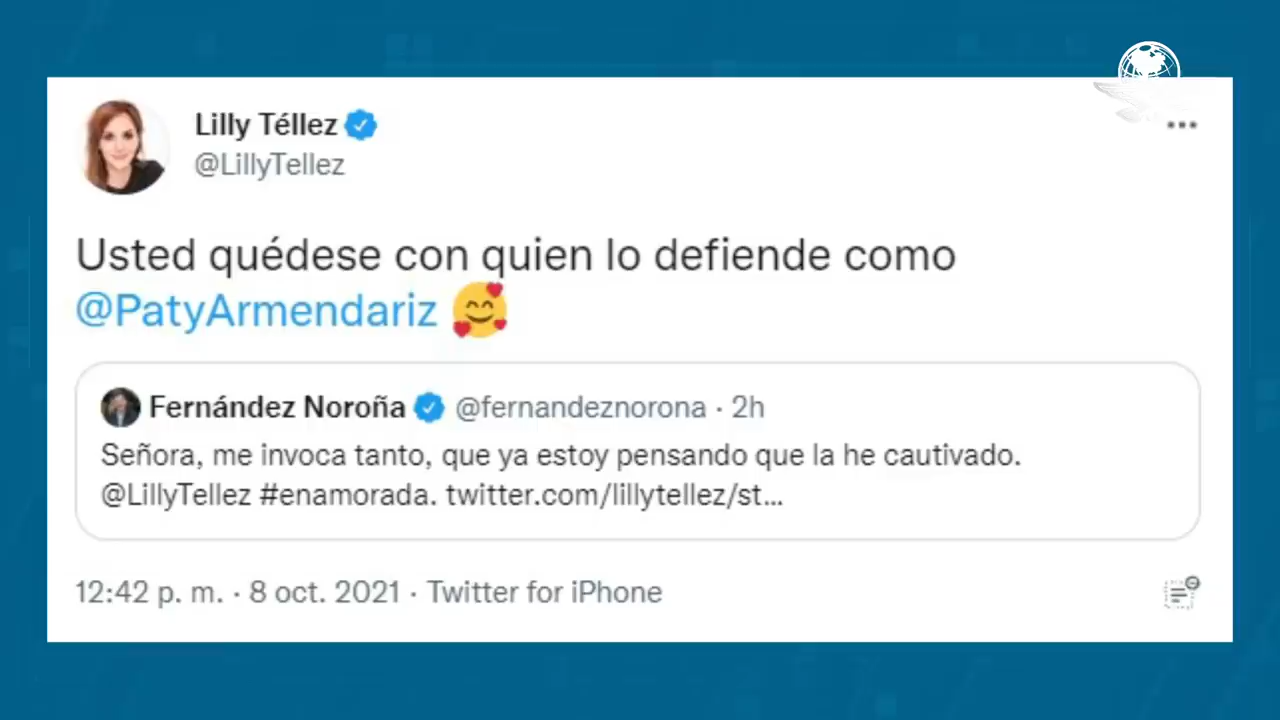 Lilly Téllez
@LillyTellez
Usted quédese con quien lo defiende como
@PatyArmendariz 🥰
Fernández Noroña @fernandeznorona · 2h
Señora, me invoca tanto, que ya estoy pensando que la he cautivado.
@LillyTellez #enamorada. twitter.com/lillytellez/st...
12:42 p. m. · 8 oct. 2021 · Twitter for iPhone